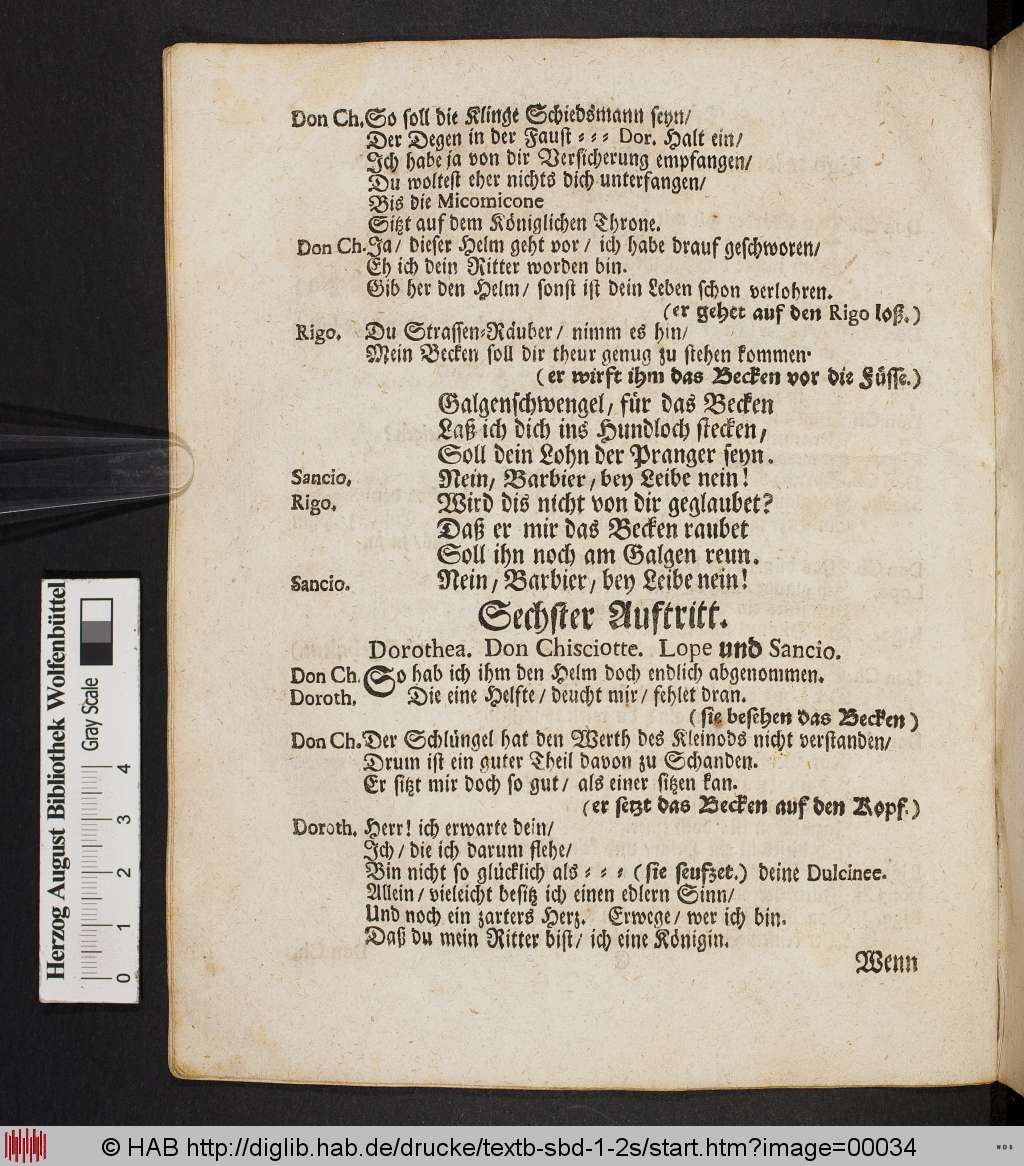 Don Ch. So soll die Klinge Schiedsmann seyn/
Der Degen in der Faust = = = Dor. Halt ein/
Ich habe ja von dir Versicherung empfangen/
Du woltest eher nichts dich unterfangen/
Bis die Micomicone
Sitzt auf dem Königlichen Throne.
Don Ch. Ja/ dieser Helm geht vor/ ich habe drauf geschworen/
Eh ich dein Ritter worden bin.
Gib her den Helm/ sonst ist dein Leben schon verlohren.
(er gehet auf den Rigo loß.)
Rigo. Du Strassen=Räuber/ nimm es hin/
Mein Becken soll dir theur genug zu stehen kommen.
(er wirft ihm das Becken vor die Füsse.)
Galgenschwengel, für das Becken
Laß ich dich ins Hundloch stecken,
Soll dein Lohn der Pranger seyn.
Sancio. Nein, Barbier, bey Leibe nein!
Rigo. Wird dis nicht von dir geglaubet?
Daß er mir das Becken raubet
Soll ihn noch am Galgen reun.
Sancio. Nein, Barbier, bey Leibe nein!
Sechster Auftritt.
Dorothea. Don Chisciotte. Lope und Sancio.
Don Ch. So hab ich ihm den Helm doch endlich abgenommen.
Doroth. Die eine Helfte/ deucht mir/ fehlet dran.
(sie besehen das Becken)
Don Ch. Der Schlüngel hat den Werth des Kleinods nicht verstanden/
Drum ist ein guter Theil davon zu Schanden.
Er sitzt mir doch so gut/ als einer sitzen kan.
(er setzt das Becken auf den Kopf.)
Doroth. Herr! ich erwarte dein/
Ich/ die ich darum flehe/
Bin nicht so glücklich als = = = (sie seufzet.) deine Dulcinee.
Allein/ vieleicht besitz ich einen edlern Sinn/
Und noch ein zarters Herz. Erwege/ wer ich bin.
Daß du mein Ritter bist/ ich eine Königin.
Wenn
Herzog August Bibliothek Wolfenbüttel
Gray Scale
0 1 2 3 4
© HAB http://diglib.hab.de/drucke/textb-sbd-1-2s/start.htm?image=00034